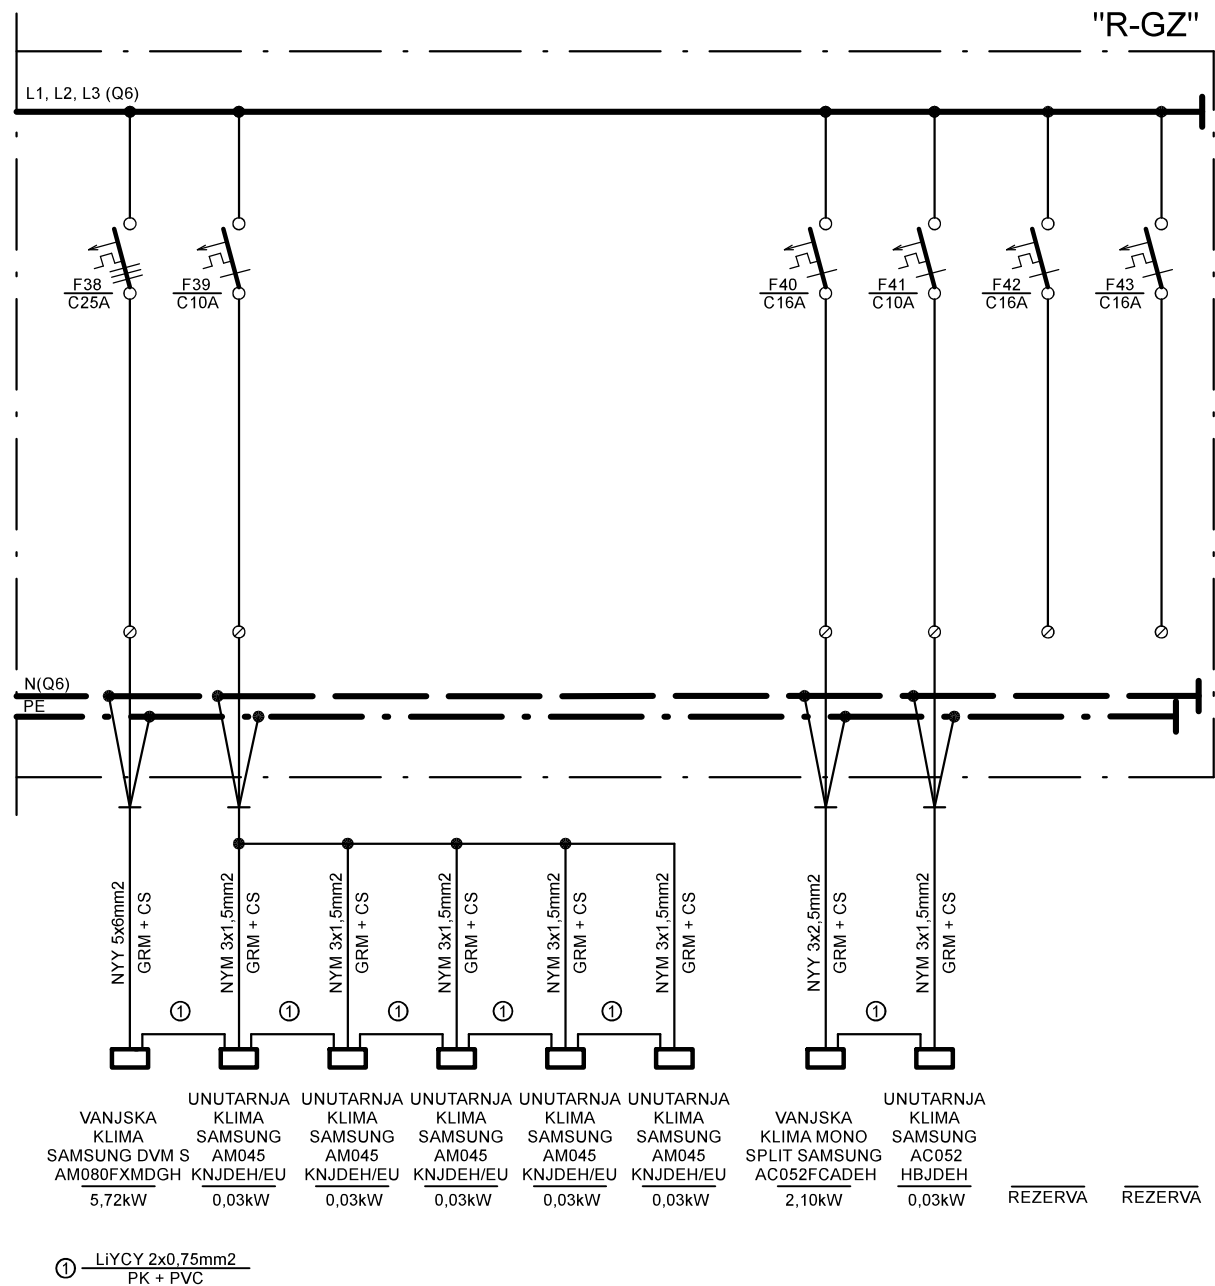 "R-GZ"
L1, L2, L3 (Q6)
F38
C25A
F39
C10A
F40
C16A
F41
C10A
F42
C16A
F43
C16A
N(Q6)
PE
NYY 5x6mm2
GRM + CS
NYM 3x1,5mm2
GRM + CS
NYM 3x1,5mm2
GRM + CS
NYM 3x1,5mm2
GRM + CS
NYM 3x1,5mm2
GRM + CS
NYM 3x1,5mm2
GRM + CS
NYY 3x2,5mm2
GRM + CS
NYM 3x1,5mm2
GRM + CS
1
1
1
1
1
1
VANJSKA
KLIMA
SAMSUNG DVM S
AM080FXMDGH
5,72kW
UNUTARNJA
KLIMA
SAMSUNG
AM045
KNJDEH/EU
0,03kW
UNUTARNJA
KLIMA
SAMSUNG
AM045
KNJDEH/EU
0,03kW
UNUTARNJA
KLIMA
SAMSUNG
AM045
KNJDEH/EU
0,03kW
UNUTARNJA
KLIMA
SAMSUNG
AM045
KNJDEH/EU
0,03kW
UNUTARNJA
KLIMA
SAMSUNG
AM045
KNJDEH/EU
0,03kW
VANJSKA
KLIMA MONO
SPLIT SAMSUNG
AC052FCADEH
2,10kW
UNUTARNJA
KLIMA
SAMSUNG
AC052
HBJDEH
0,03kW
REZERVA
REZERVA
1 LiYCY 2x0,75mm2
PK + PVC